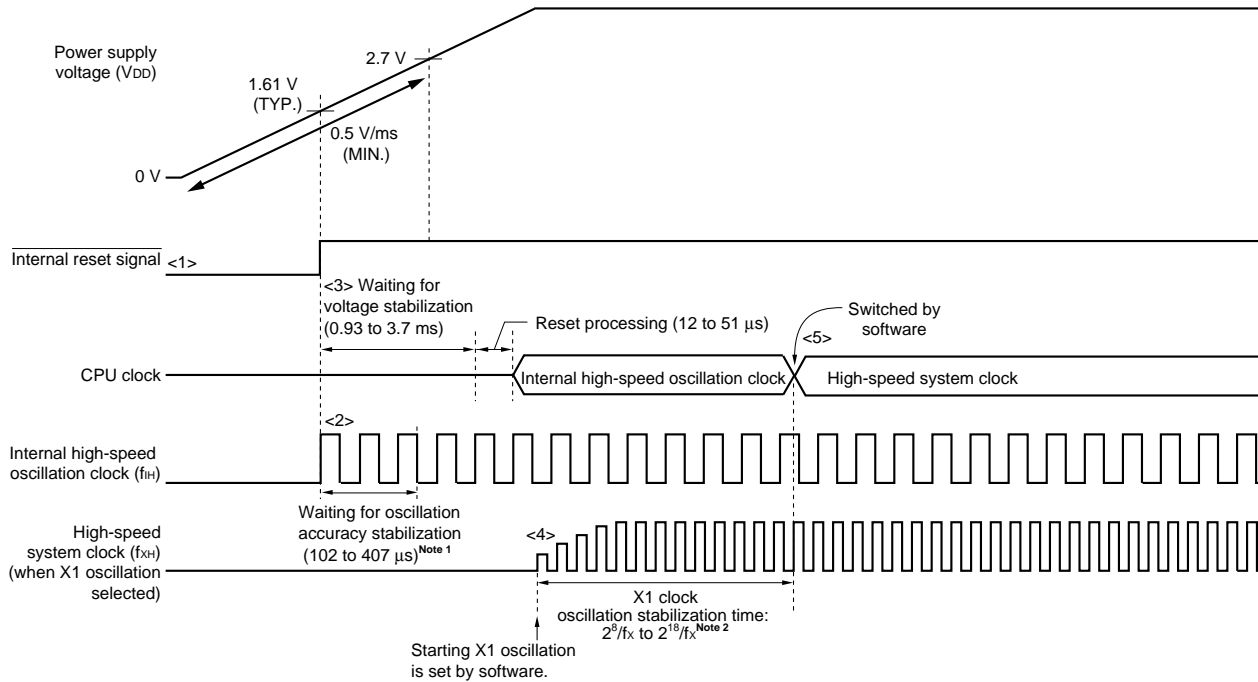 Power supply
voltage (VDD)
2.7 V
1.61 V
(TYP.)
0.5 V/ms
(MIN.)
0 V
Internal reset signal
<1>
<3> Waiting for
voltage stabilization
(0.93 to 3.7 ms)
Reset processing (12 to 51 μs)
Switched by
software
<5>
CPU clock
Internal high-speed oscillation clock
High-speed system clock
<2>
Internal high-speed
oscillation clock (fIH)
Waiting for oscillation
accuracy stabilization
(102 to 407 μs)Note 1
High-speed
system clock (fXH)
(when X1 oscillation
selected)
<4>
X1 clock
oscillation stabilization time:
2^8/fX to 2^18/fX Note 2
Starting X1 oscillation
is set by software.